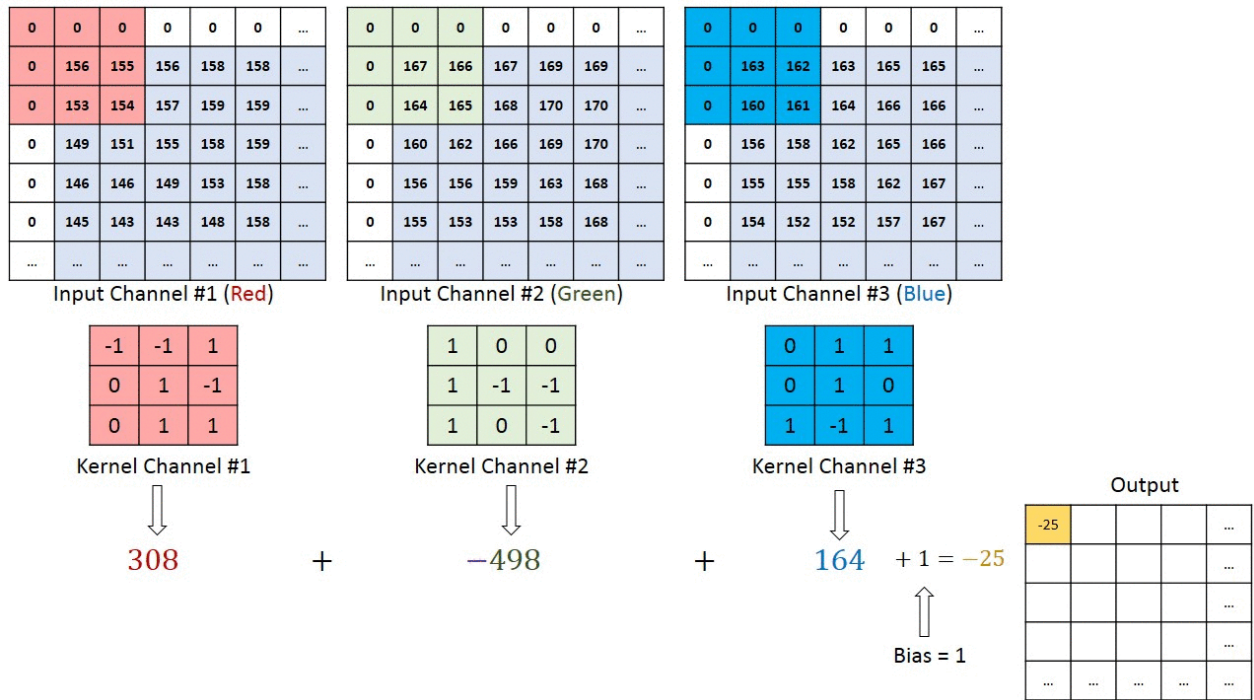 0 0 0 0 0 0 ... 0 0 0 0 0 0 ... 0 0 0 0 0 0 ...
0 156 155 156 158 158 ... 0 167 166 167 169 169 ... 0 163 162 163 165 165 ...
0 153 154 157 159 159 ... 0 164 165 168 170 170 ... 0 160 161 164 166 166 ...
0 149 151 155 158 159 ... 0 160 162 166 169 170 ... 0 156 158 162 165 166 ...
0 146 146 149 153 158 ... 0 156 156 159 163 168 ... 0 155 155 158 162 167 ...
0 145 143 143 148 158 ... 0 155 153 153 158 168 ... 0 154 152 152 157 167 ...
... ... ... ... ... ... ... ... ... ... ... ... ... ... ... ... ... ... ... ... ...
Input Channel #1 (Red) Input Channel #2 (Green) Input Channel #3 (Blue)
-1 -1 1 1 0 0 0 1 1
0 1 -1 1 -1 -1 0 1 0
0 1 1 1 0 -1 1 -1 1
Kernel Channel #1 Kernel Channel #2 Kernel Channel #3
308 + −498 + 164 + 1 = −25
Bias = 1
Output
-25 ...
...
...
...
... ... ... ... ...